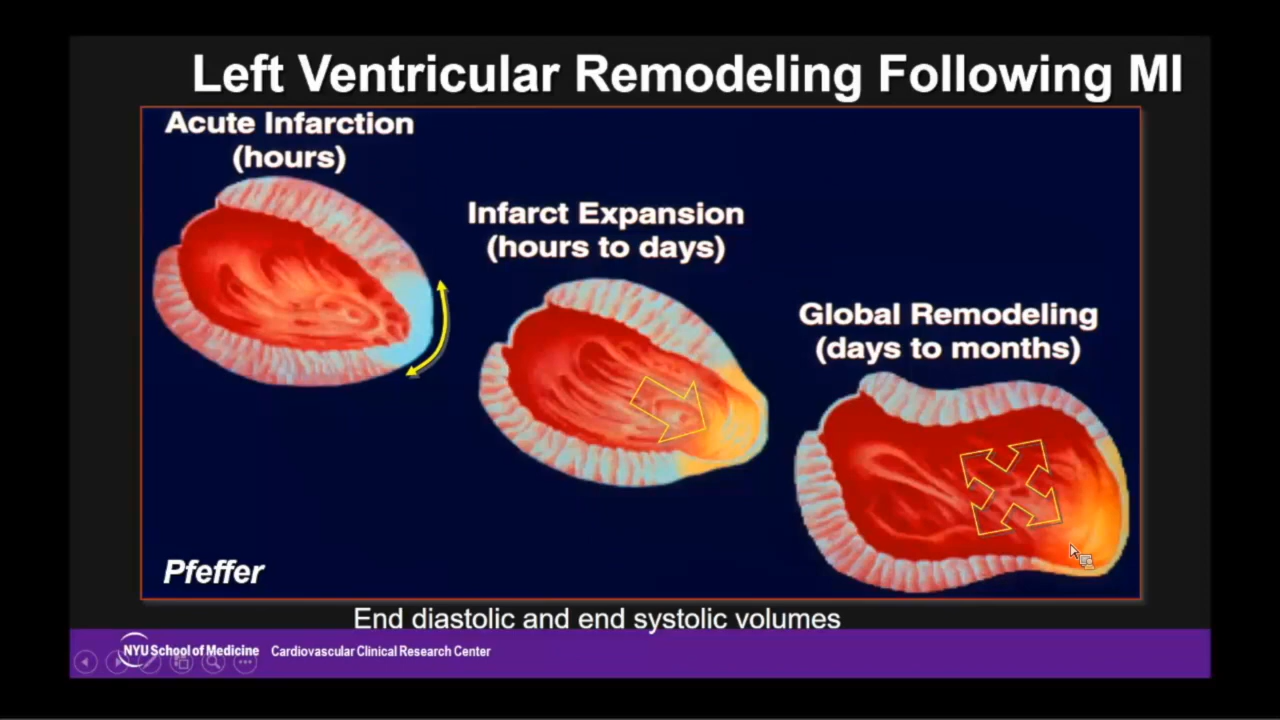 Left Ventricular Remodeling Following MI
Acute Infarction
(hours)
Infarct Expansion
(hours to days)
Global Remodeling
(days to months)
Pfeffer
End diastolic and end systolic volumes
NYU School of Medicine
Cardiovascular Clinical Research Center